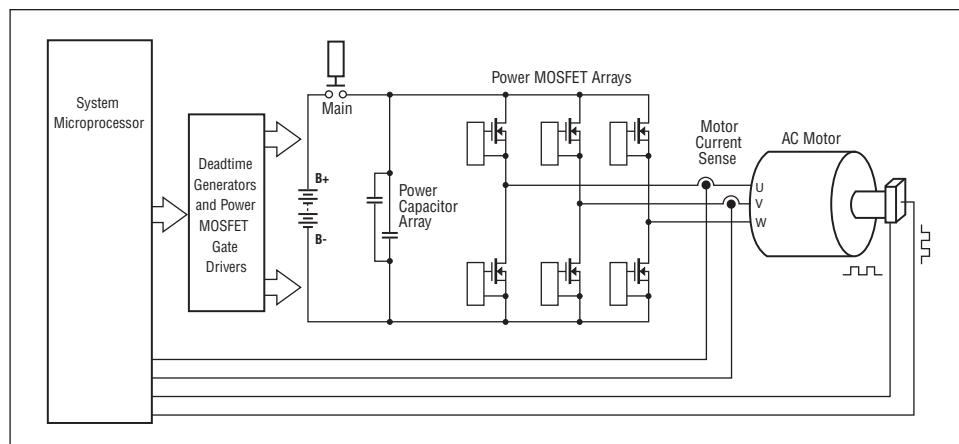 System
Microprocessor
Deadtime
Generators
and Power
MOSFET
Gate
Drivers
Main
B+
B-
Power
Capacitor
Array
Power MOSFET Arrays
Motor
Current
Sense
AC Motor
U
V
W